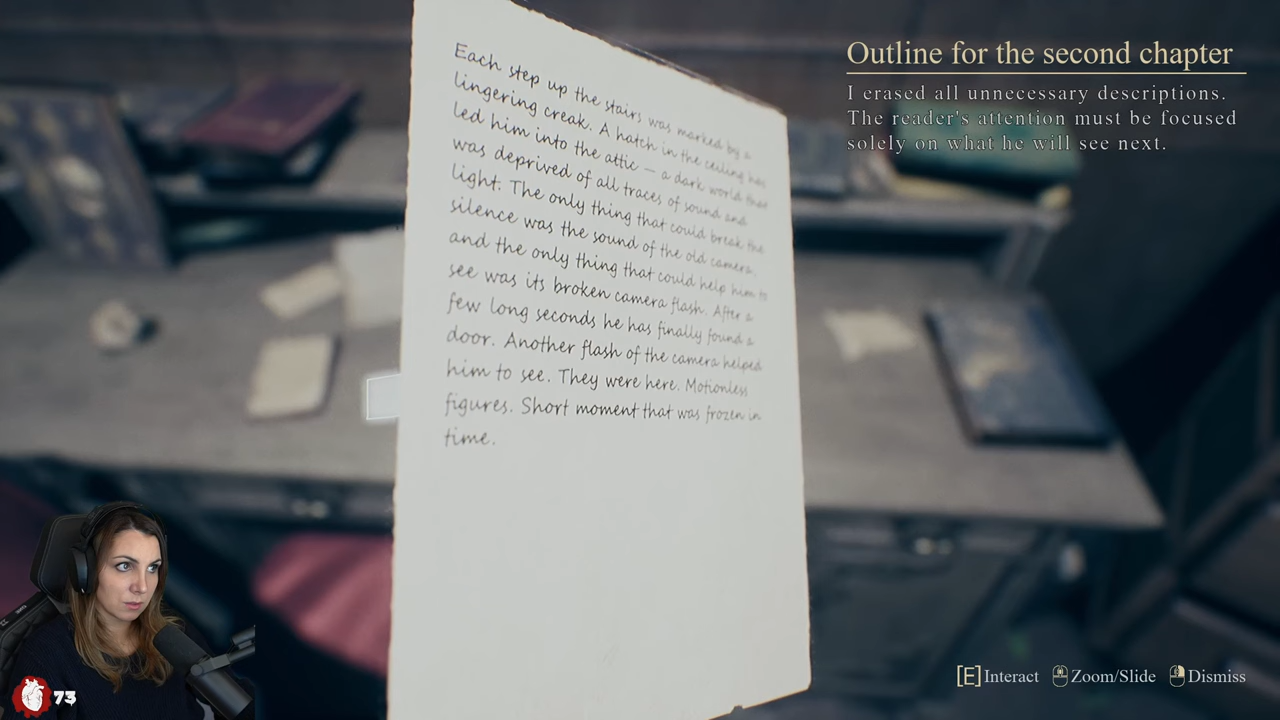 Each step up the stairs was marked by a
lingering creak. A hatch in the ceiling has
led him into the attic — a dark world that
was deprived of all traces of sound and
light. The only thing that could break the
silence was the sound of the old camera,
and the only thing that could help him to
see was its broken camera flash. After a
few long seconds he has finally found a
door. Another flash of the camera helped
him to see. They were here. Motionless
figures. Short moment that was frozen in
time.
Outline for the second chapter
I erased all unnecessary descriptions.
The reader's attention must be focused
solely on what he will see next.
73
[E]Interact Zoom/Slide Dismiss